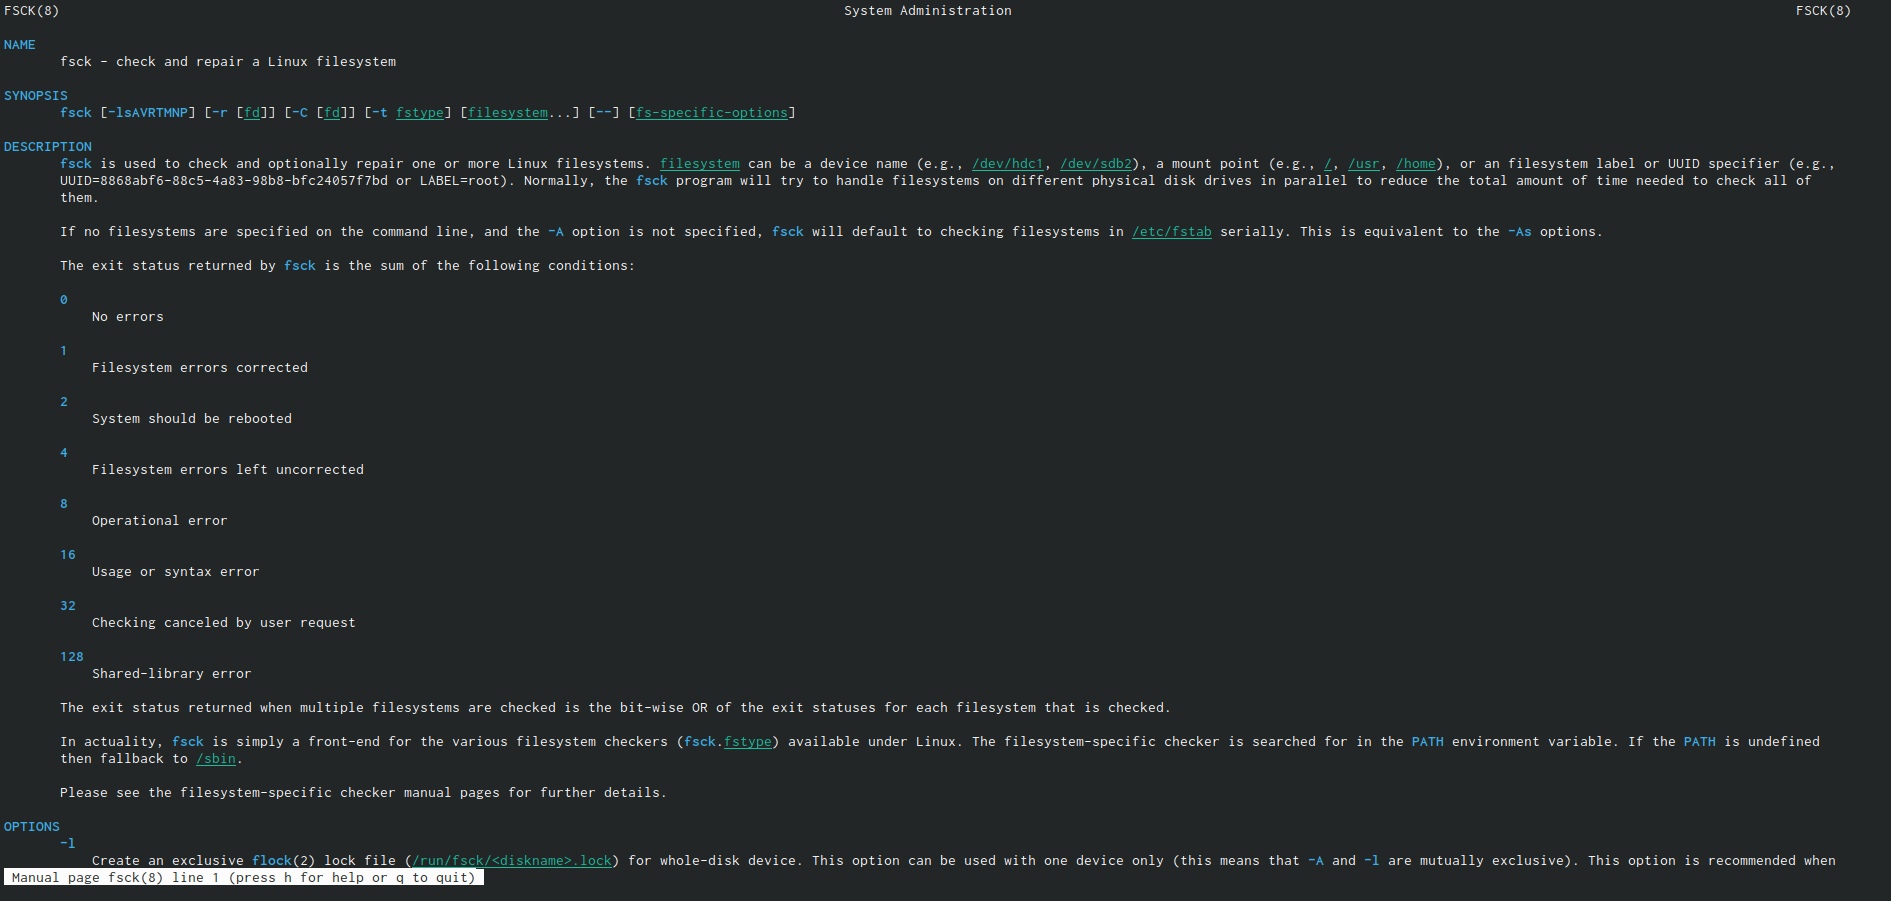 FSCK(8) System Administration FSCK(8)
NAME
fsck - check and repair a Linux filesystem
SYNOPSIS
fsck [-lsAVRTMNP] [-r [fd]] [-C [fd]] [-t fstype] [filesystem...] [--] [fs-specific-options]
DESCRIPTION
fsck is used to check and optionally repair one or more Linux filesystems. filesystem can be a device name (e.g., /dev/hdc1, /dev/sdb2), a mount point (e.g., /, /usr, /home), or an filesystem label or UUID specifier (e.g.,
UUID=8868abf6-88c5-4a83-98b8-bfc24057f7bd or LABEL=root). Normally, the fsck program will try to handle filesystems on different physical disk drives in parallel to reduce the total amount of time needed to check all of
them.
If no filesystems are specified on the command line, and the -A option is not specified, fsck will default to checking filesystems in /etc/fstab serially. This is equivalent to the -As options.
The exit status returned by fsck is the sum of the following conditions:
0
No errors
1
Filesystem errors corrected
2
System should be rebooted
4
Filesystem errors left uncorrected
8
Operational error
16
Usage or syntax error
32
Checking canceled by user request
128
Shared-library error
The exit status returned when multiple filesystems are checked is the bit-wise OR of the exit statuses for each filesystem that is checked.
In actuality, fsck is simply a front-end for the various filesystem checkers (fsck.fstype) available under Linux. The filesystem-specific checker is searched for in the PATH environment variable. If the PATH is undefined
then fallback to /sbin.
Please see the filesystem-specific checker manual pages for further details.
OPTIONS
-l
Create an exclusive flock(2) lock file (/run/fsck/<diskname>.lock) for whole-disk device. This option can be used with one device only (this means that -A and -l are mutually exclusive). This option is recommended when
Manual page fsck(8) line 1 (press h for help or q to quit)